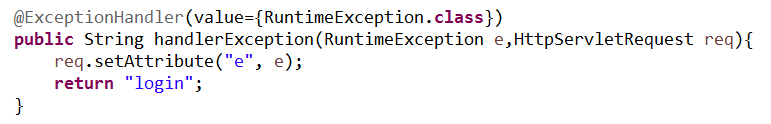 @ExceptionHandler(value={RuntimeException.class})
public String handlerException(RuntimeException e,HttpServletRequest req){
    req.setAttribute("e", e);
    return "login";
}